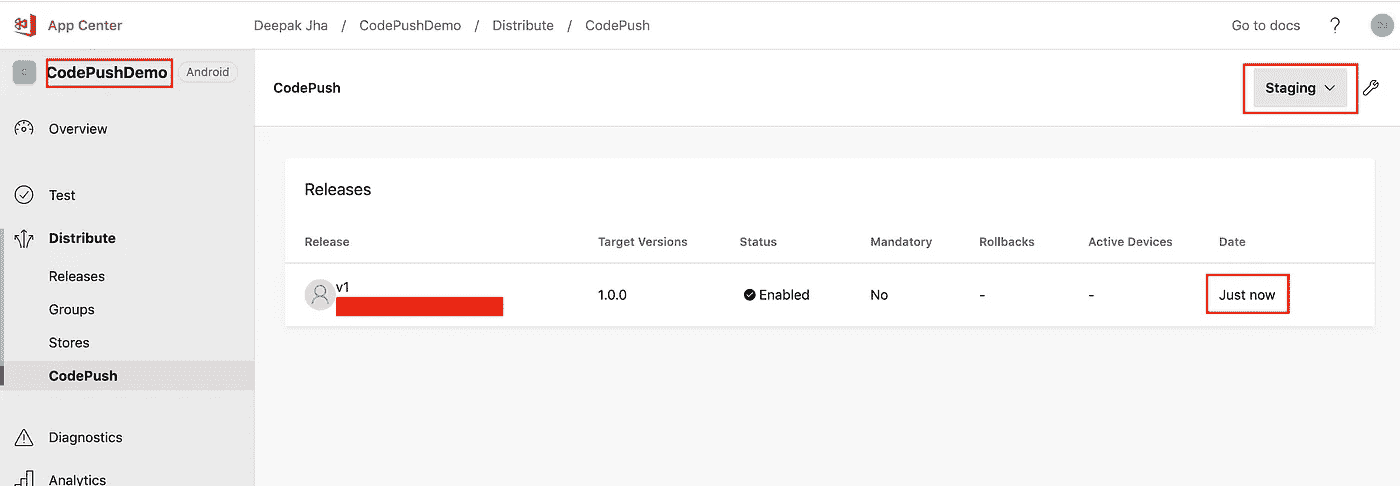 App Center
Deepak Jha / CodePushDemo / Distribute / CodePush
Go to docs ?
CodePushDemo Android
CodePush
Staging
Overview
Test
Distribute
Releases
Groups
Stores
CodePush
Diagnostics
Analytics
Releases
Release Target Versions Status Mandatory Rollbacks Active Devices Date
v1
1.0.0 Enabled No - - Just now